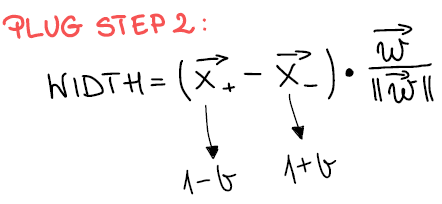 PLUG STEP 2:
WIDTH = (x⃗₊ - x⃗₋) • w⃗ / ||w⃗||
1-b 1+b